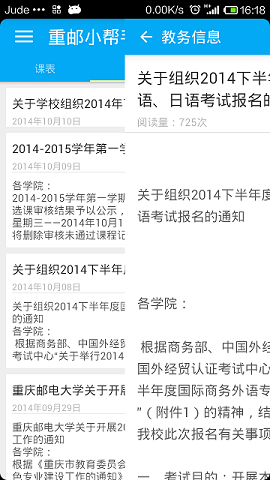 Jude ... 0.00K/s 16:18
重邮小帮手
课表
关于学校组织2014年
2014年10月10日
2014-2015学年第一学
2014年10月09日
各学院：
2014-2015学年第一学期
选课审核结果予以公示,
星期三——2014年10月1
将删除审核未通过课程记
关于组织2014下半年度
2014年10月08日
关于组织2014下半年度国
的通知
各学院：
根据商务部、中国外经
考试中心"关于举行2014
重庆邮电大学关于开展
2014年09月29日
重庆邮电大学关于开展20
工作的通知
各学院：
根据《重庆市教育委员会
色专业建设工作的通知》
教务信息
关于组织2014下半年
语、日语考试报名的
阅读量：725次
关于组织2014下半年度
语考试报名的通知
各学院：
根据商务部、中国外经
国外经贸认证考试中心
半年度国际商务外语专
"（附件1）的精神，结
我校此次报名有关事项
一、考试目的：开展本